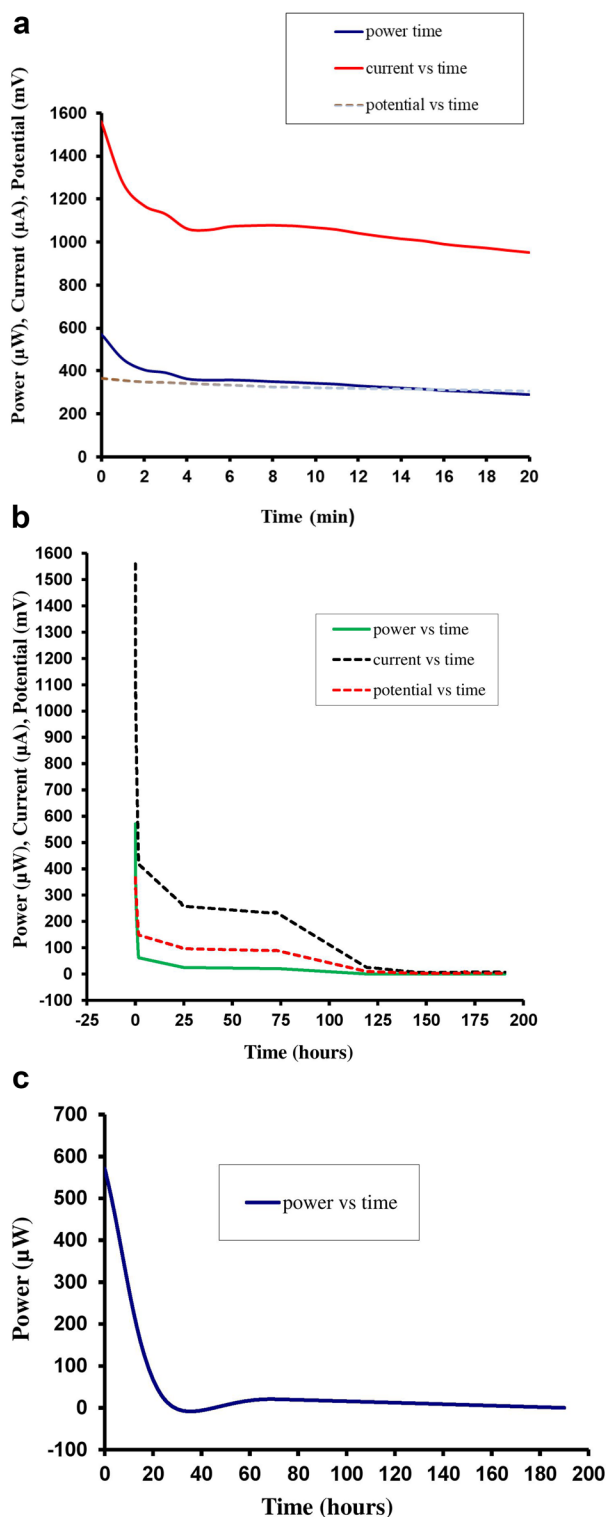 a
power time
current vs time
potential vs time
Power (µW), Current (µA), Potential (mV)
1600
1400
1200
1000
800
600
400
200
0
0 2 4 6 8 10 12 14 16 18 20
Time (min)
b
power vs time
current vs time
potential vs time
Power (µW), Current (µA), Potential (mV)
1600
1500
1400
1300
1200
1100
1000
900
800
700
600
500
400
300
200
100
0
-100
-25 0 25 50 75 100 125 150 175 200
Time (hours)
c
power vs time
Power (µW)
700
600
500
400
300
200
100
0
-100
0 20 40 60 80 100 120 140 160 180 200
Time (hours)